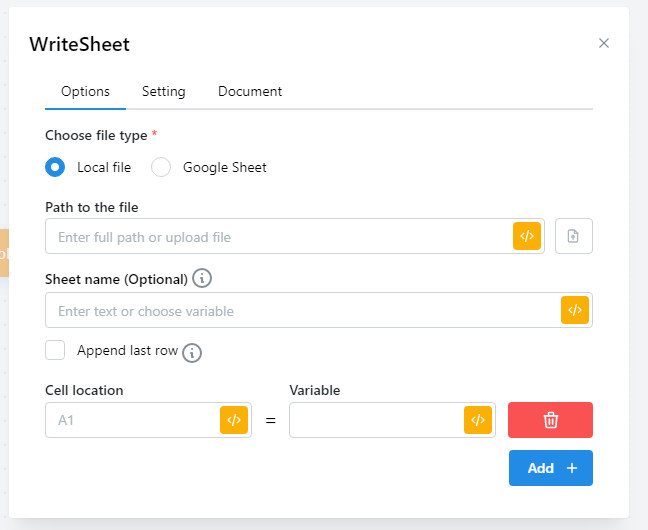 WriteSheet
Options Setting Document
Choose file type *
Local file Google Sheet
Path to the file
Enter full path or upload file </>
Sheet name (Optional) i
Enter text or choose variable </>
Append last row i
Cell location Variable
A1 </> = </>
Add +